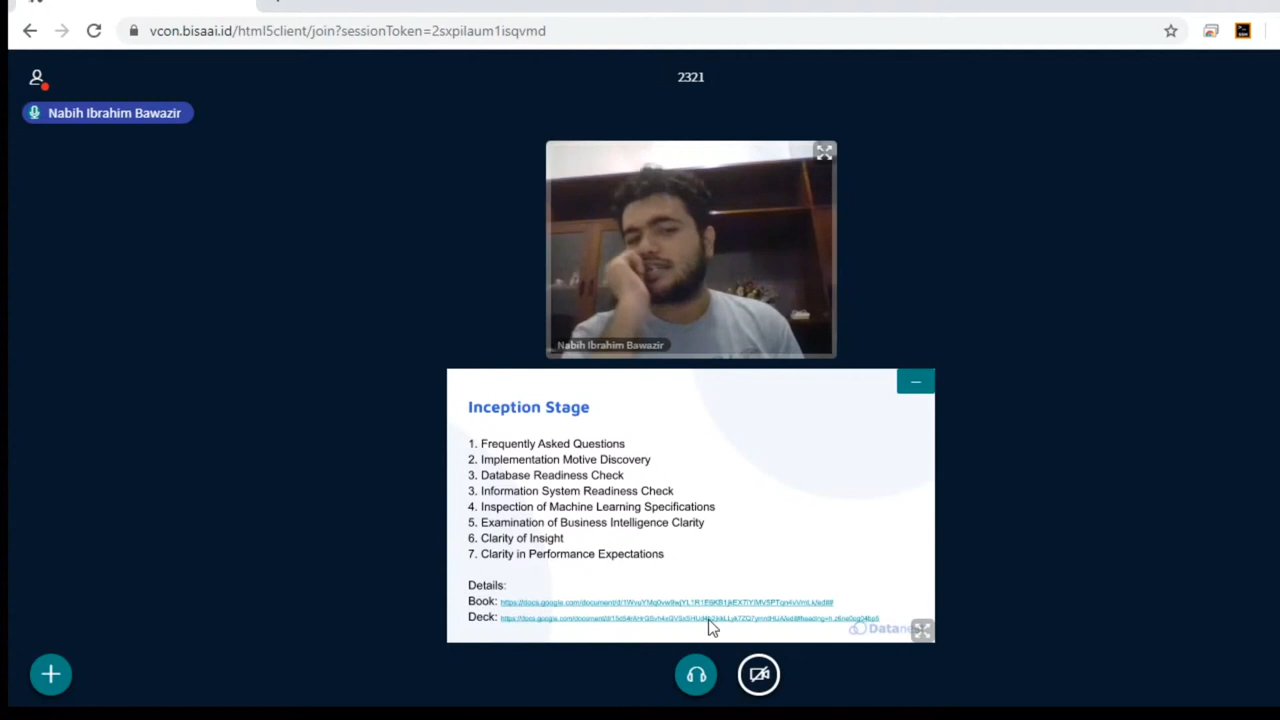 vcon.bisaai.id/html5client/join?sessionToken=2sxpilaum1isqvmd
2321
Nabih Ibrahim Bawazir
Nabih Ibrahim Bawazir
Inception Stage
1. Frequently Asked Questions
2. Implementation Motive Discovery
3. Database Readiness Check
3. Information System Readiness Check
4. Inspection of Machine Learning Specifications
5. Examination of Business Intelligence Clarity
6. Clarity of Insight
7. Clarity in Performance Expectations
Details:
Book:
Deck: